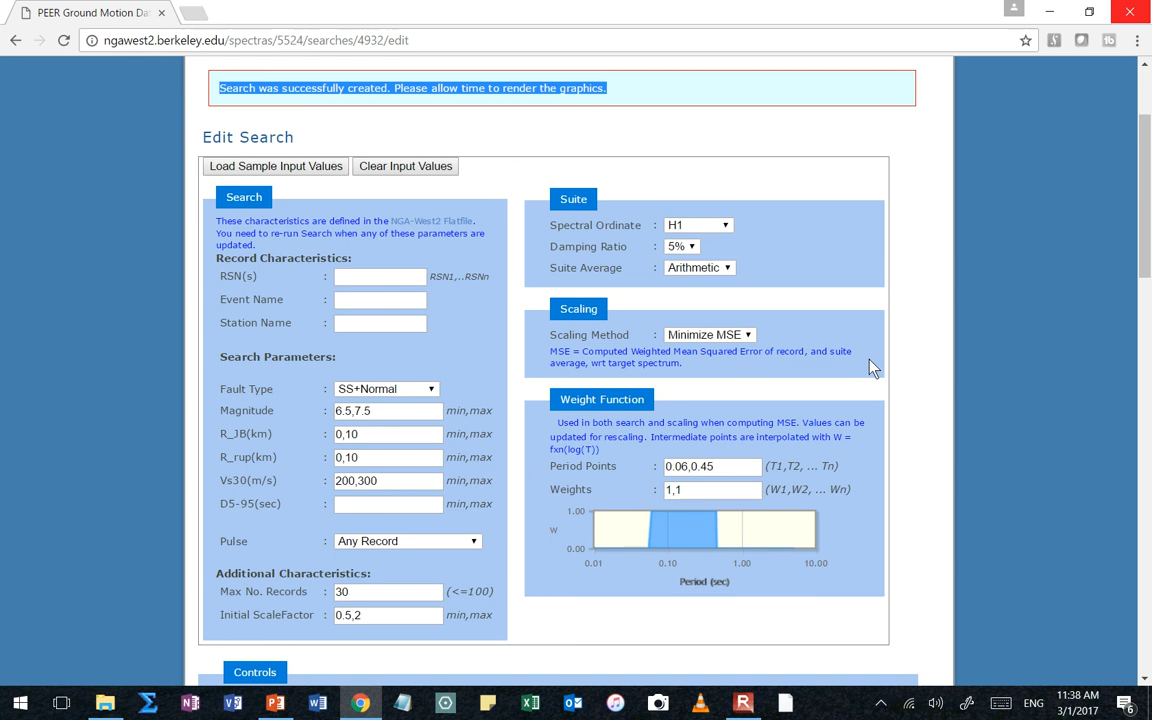 PEER Ground Motion Da
ngawest2.berkeley.edu/spectras/5524/searches/4932/edit
Search was successfully created. Please allow time to render the graphics.
Edit Search
Load Sample Input Values
Clear Input Values
Search
These characteristics are defined in the NGA-West2 Flatfile.
You need to re-run Search when any of these parameters are
updated.
Record Characteristics:
RSN(s) : RSN1,..RSNn
Event Name :
Station Name :
Search Parameters:
Fault Type : SS+Normal
Magnitude : 6.5,7.5 min,max
R_JB(km) : 0,10 min,max
R_rup(km) : 0,10 min,max
Vs30(m/s) : 200,300 min,max
D5-95(sec) : min,max
Pulse : Any Record
Additional Characteristics:
Max No. Records : 30 (<=100)
Initial ScaleFactor : 0.5,2 min,max
Suite
Spectral Ordinate : H1
Damping Ratio : 5%
Suite Average : Arithmetic
Scaling
Scaling Method : Minimize MSE
MSE = Computed Weighted Mean Squared Error of record, and suite
average, wrt target spectrum.
Weight Function
Used in both search and scaling when computing MSE. Values can be
updated for rescaling. Intermediate points are interpolated with W =
fxn(log(T))
Period Points : 0.06,0.45 (T1,T2, ... Tn)
Weights : 1,1 (W1,W2, ... Wn)
1.00
W
0.00
0.01 0.10 1.00 10.00
Period (sec)
Controls
ENG
11:38 AM
3/1/2017
6